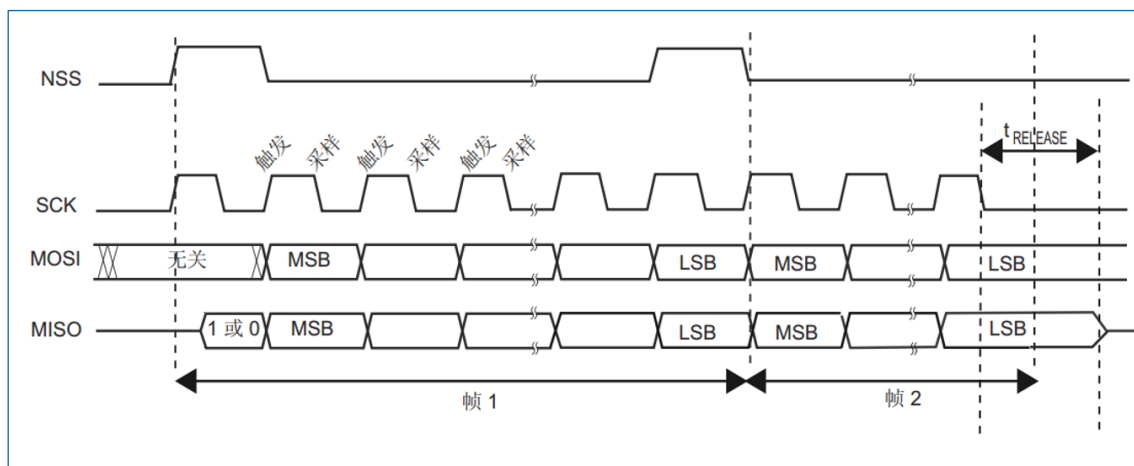 NSS
触发 采样 触发 采样 触发 采样
t RELEASE
SCK
MOSI 无关 MSB LSB MSB LSB
MISO 1 或 0 MSB LSB MSB LSB
帧 1 帧 2